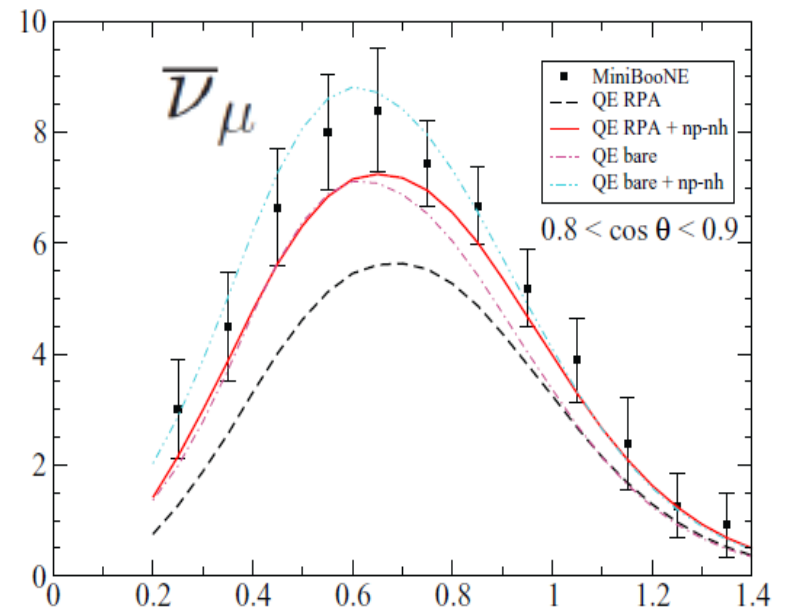 10
8
6
4
2
0
ν̅μ
MiniBooNE
QE RPA
QE RPA + np-nh
QE bare
QE bare + np-nh
0.8 < cos θ < 0.9
0 0.2 0.4 0.6 0.8 1 1.2 1.4